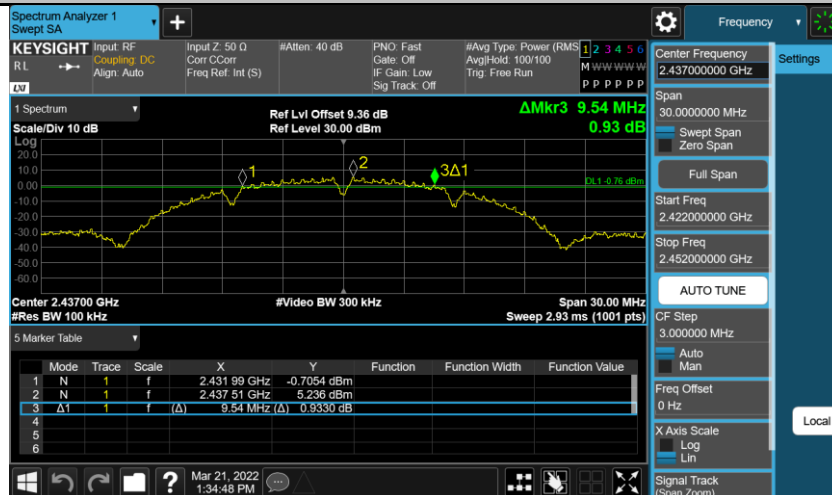 Spectrum Analyzer 1
Swept SA
Frequency
KEYSIGHT
RL
LXI
Input: RF
Coupling: DC
Align: Auto
Input Z: 50 Ω
Corr CCorr
Freq Ref: Int (S)
#Atten: 40 dB
PNO: Fast
Gate: Off
IF Gain: Low
Sig Track: Off
#Avg Type: Power (RMS
Avg|Hold: 100/100
Trig: Free Run
1 2 3 4 5 6
M W W W W W
P P P P P P
1 Spectrum
Scale/Div 10 dB
Ref Lvl Offset 9.36 dB
Ref Level 30.00 dBm
ΔMkr3 9.54 MHz
0.93 dB
Log
20.0
10.0
0.00
-10.0
-20.0
-30.0
-40.0
-50.0
-60.0
1
2
3Δ1
DL1 -0.76 dBm
Center 2.43700 GHz
#Video BW 300 kHz
Span 30.00 MHz
#Res BW 100 kHz
Sweep 2.93 ms (1001 pts)
5 Marker Table
Mode Trace Scale X Y Function Function Width Function Value
1 N 1 f 2.431 99 GHz -0.7054 dBm
2 N 1 f 2.437 51 GHz 5.236 dBm
3 Δ1 1 f (Δ) 9.54 MHz (Δ) 0.9330 dB
4
5
6
Mar 21, 2022
1:34:48 PM
Center Frequency
2.437000000 GHz
Settings
Span
30.0000000 MHz
Swept Span
Zero Span
Full Span
Start Freq
2.422000000 GHz
Stop Freq
2.452000000 GHz
AUTO TUNE
CF Step
3.000000 MHz
Auto
Man
Freq Offset
0 Hz
Local
X Axis Scale
Log
Lin
Signal Track
(Span Zoom)